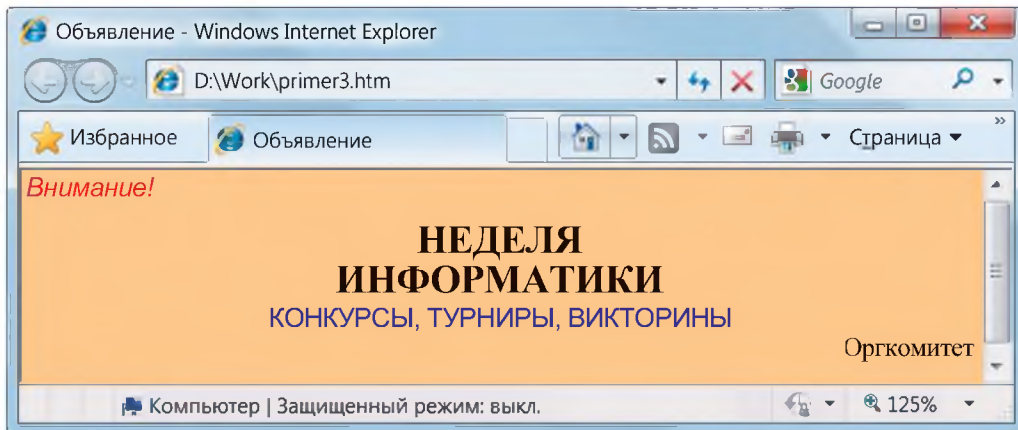 Объявление - Windows Internet Explorer
D:\Work\primer3.htm
Google
Избранное
Объявление
Страница
Внимание!
НЕДЕЛЯ
ИНФОРМАТИКИ
КОНКУРСЫ, ТУРНИРЫ, ВИКТОРИНЫ
Оргкомитет
Компьютер | Защищенный режим: выкл.
125%